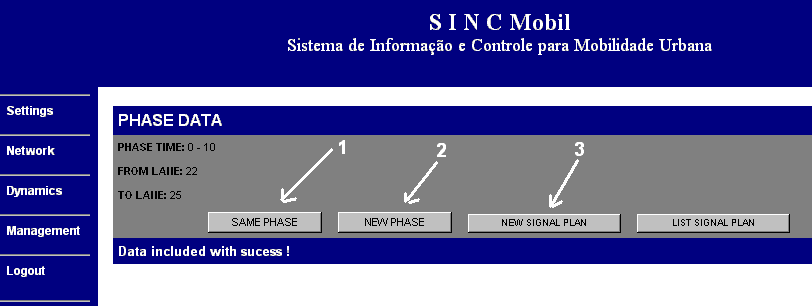 S I N C Mobil
Sistema de Informação e Controle para Mobilidade Urbana
Settings
Network
Dynamics
Management
Logout
PHASE DATA
PHASE TIME: 0 - 10
FROM LANE: 22
TO LANE: 25
1
2
3
SAME PHASE
NEW PHASE
NEW SIGNAL PLAN
LIST SIGNAL PLAN
Data included with sucess !